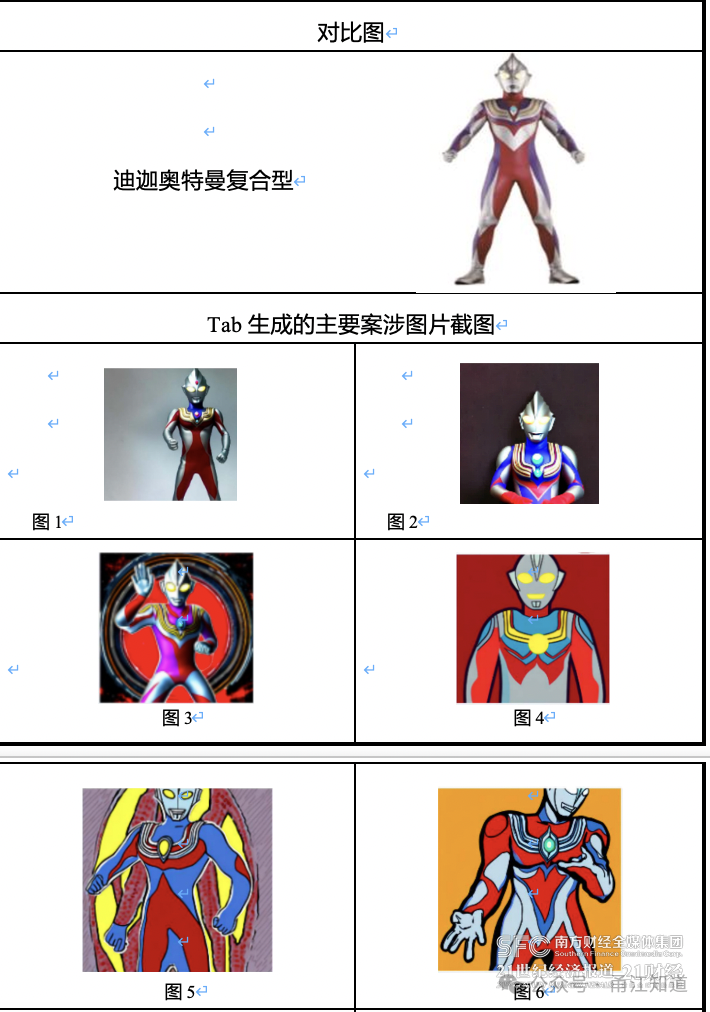 对比图
迪迦奥特曼复合型
Tab 生成的主要案涉图片截图
图 1
图 2
图 3
图 4
图 5
图 6
SFC 南方财经全媒体集团
Southern Finance Omnimedia Corp.
21世纪经济报道 21财经
公众号 · 甬江知道